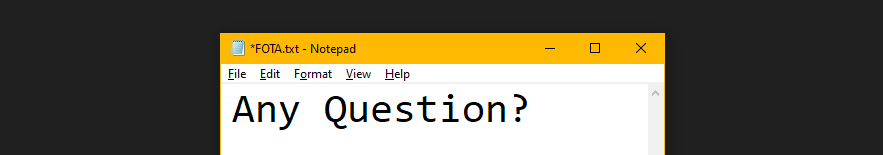 *FOTA.txt - Notepad
File Edit Format View Help
Any Question?